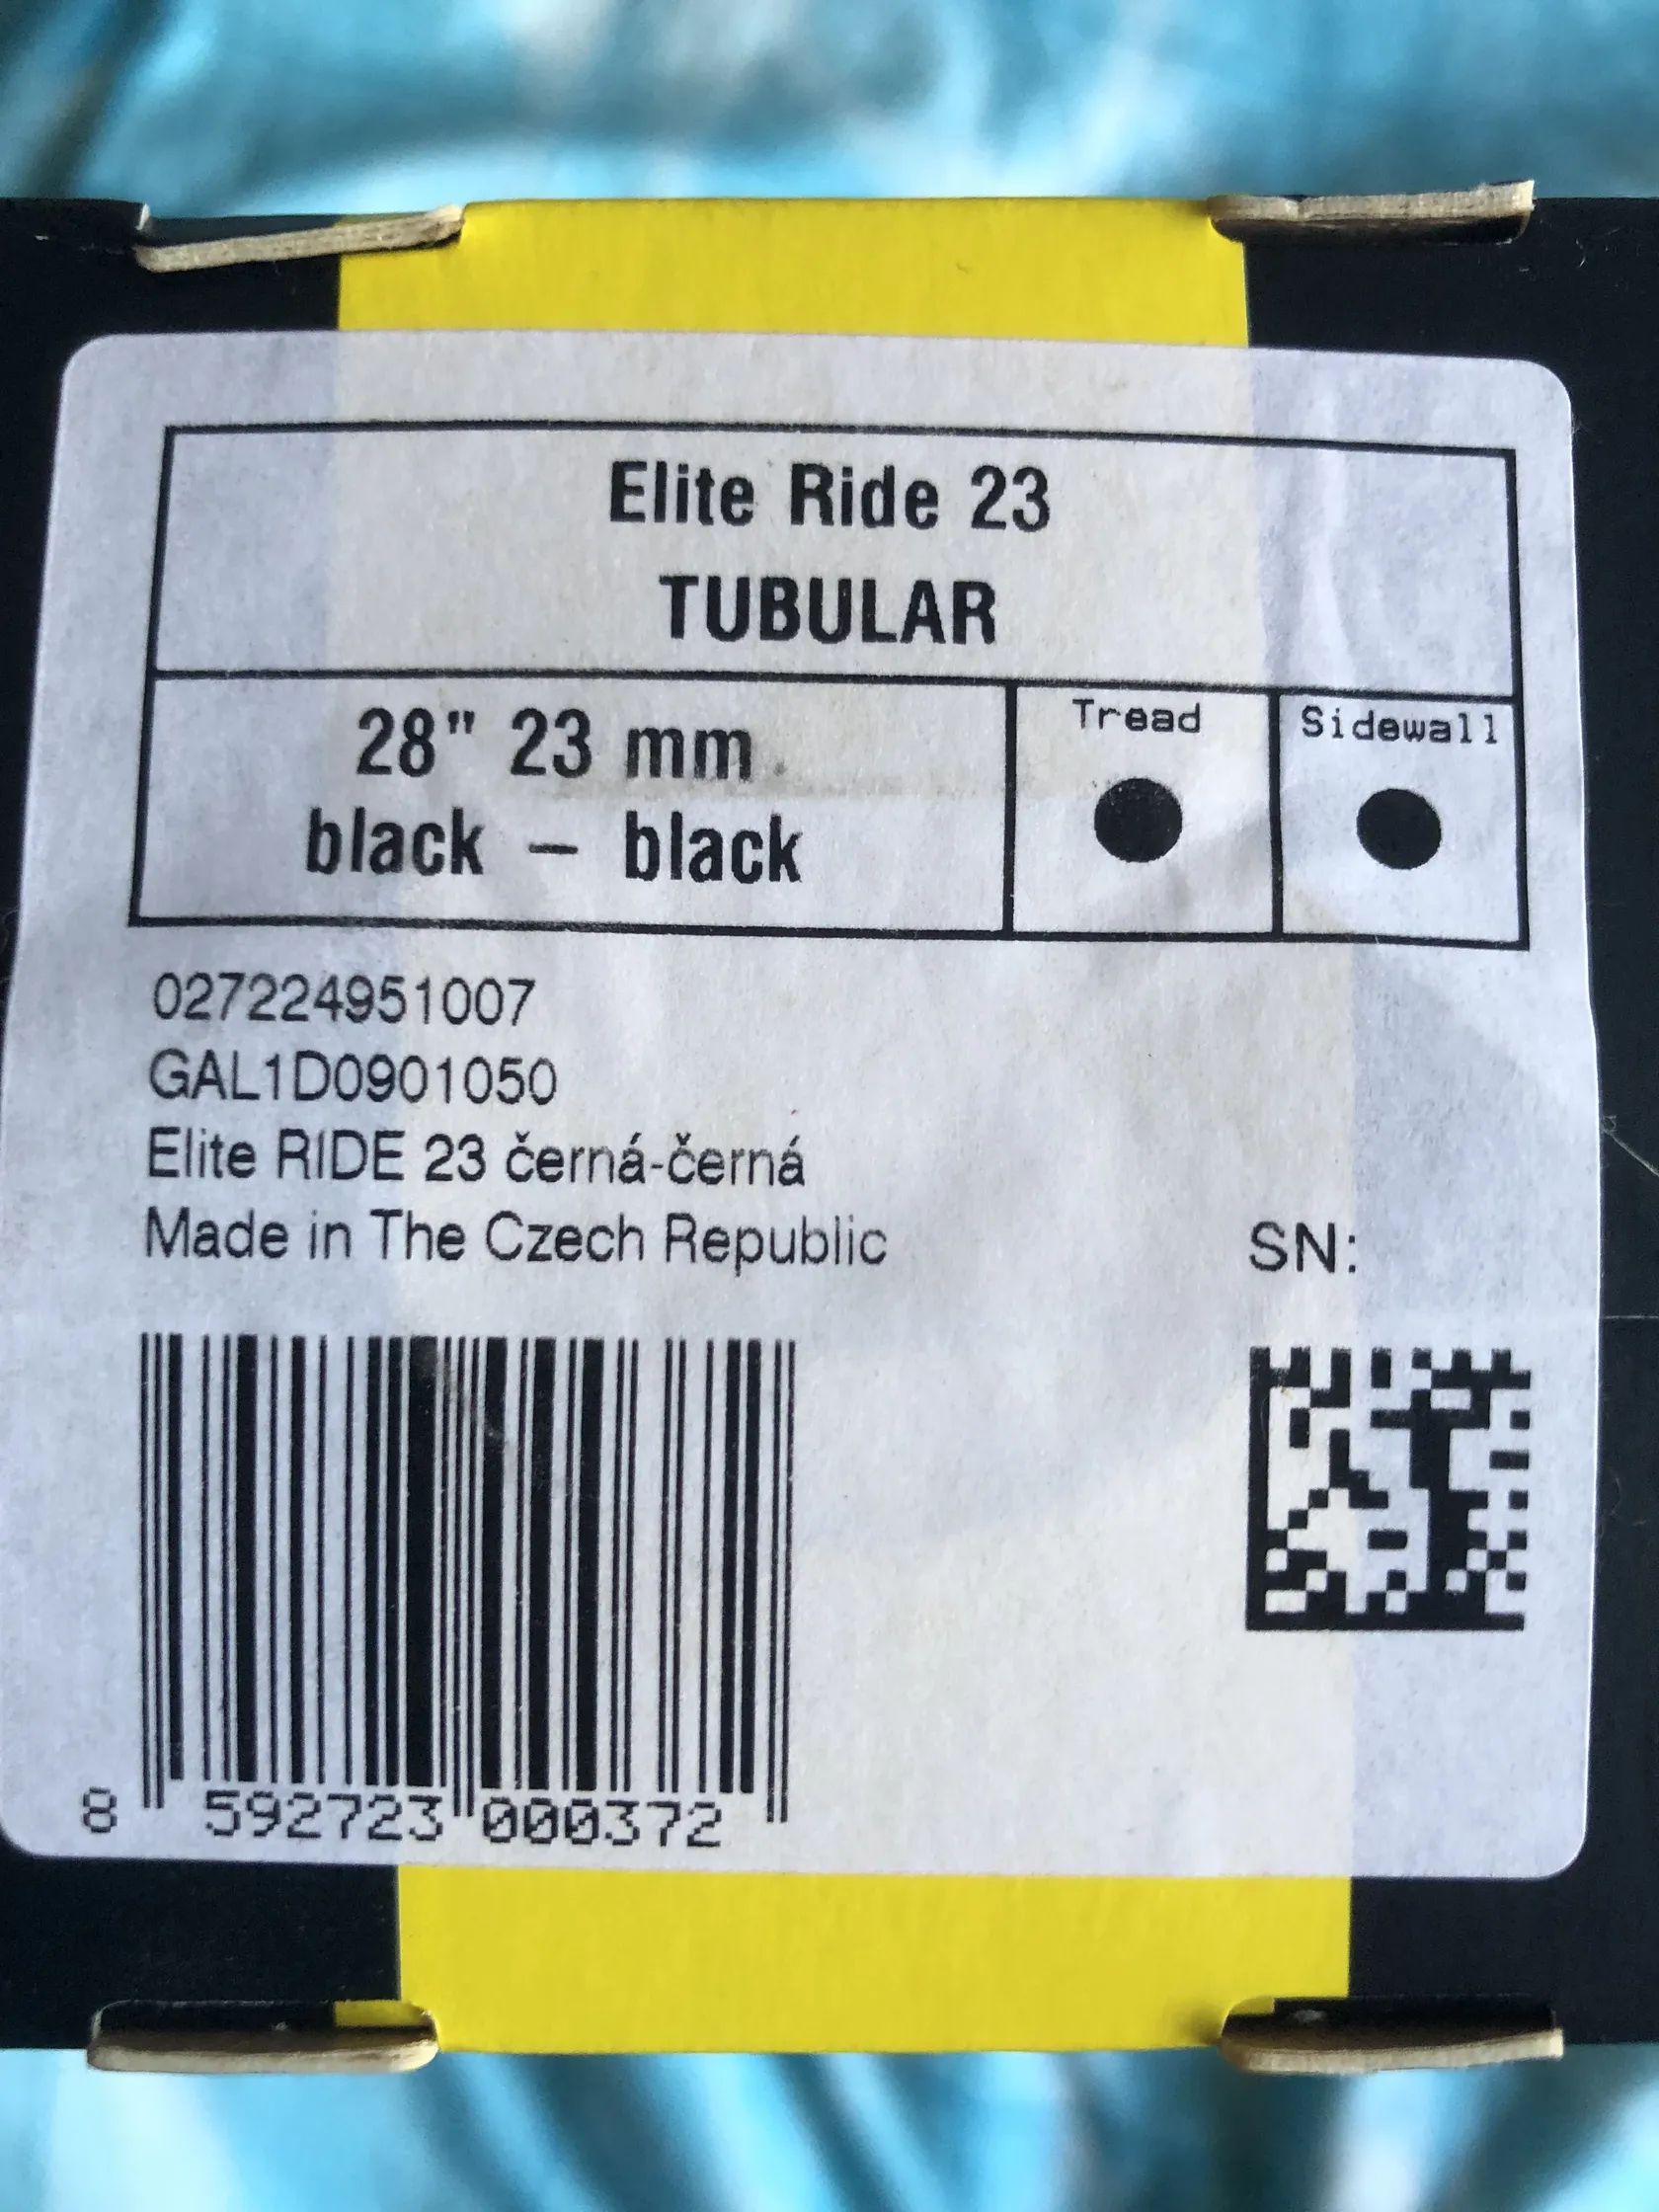 Elite Ride 23
TUBULAR
28" 23 mm
black – black
Tread
Sidewall
027224951007
GAL1D0901050
Elite RIDE 23 černá-černá
Made in The Czech Republic
SN:
8 592723 000372